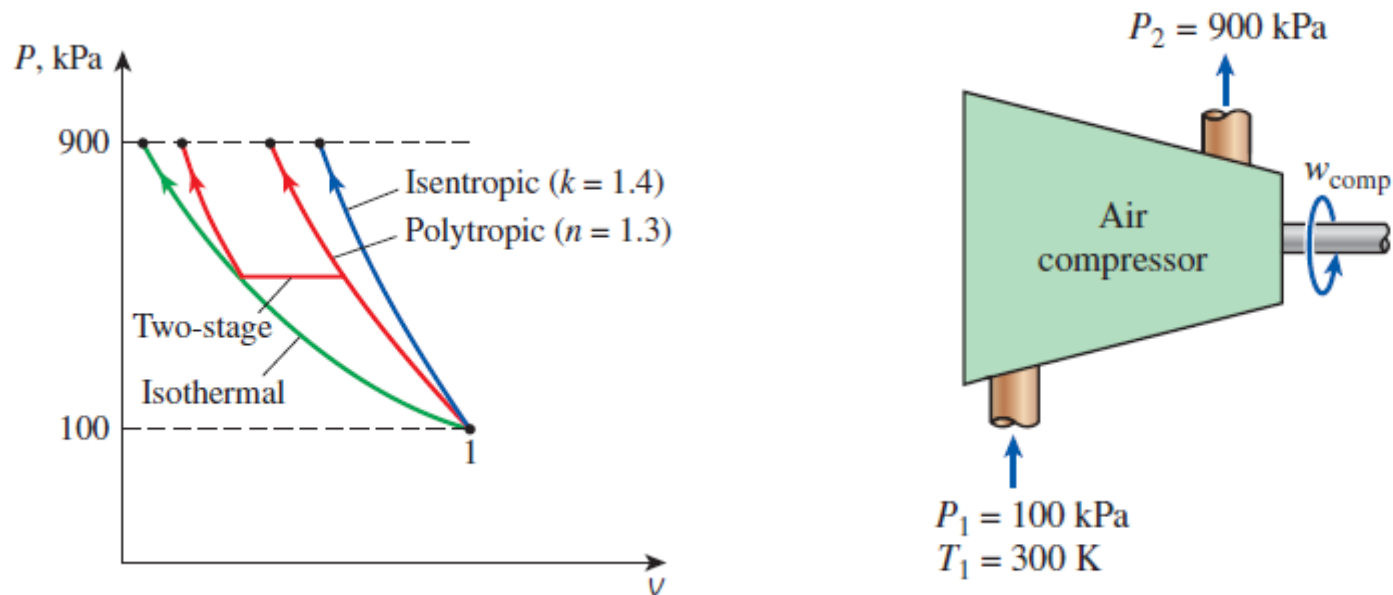 P, kPa
900
Isentropic (k = 1.4)
Polytropic (n = 1.3)
Two-stage
Isothermal
100
1
v
P₂ = 900 kPa
w_comp
Air
compressor
P₁ = 100 kPa
T₁ = 300 K